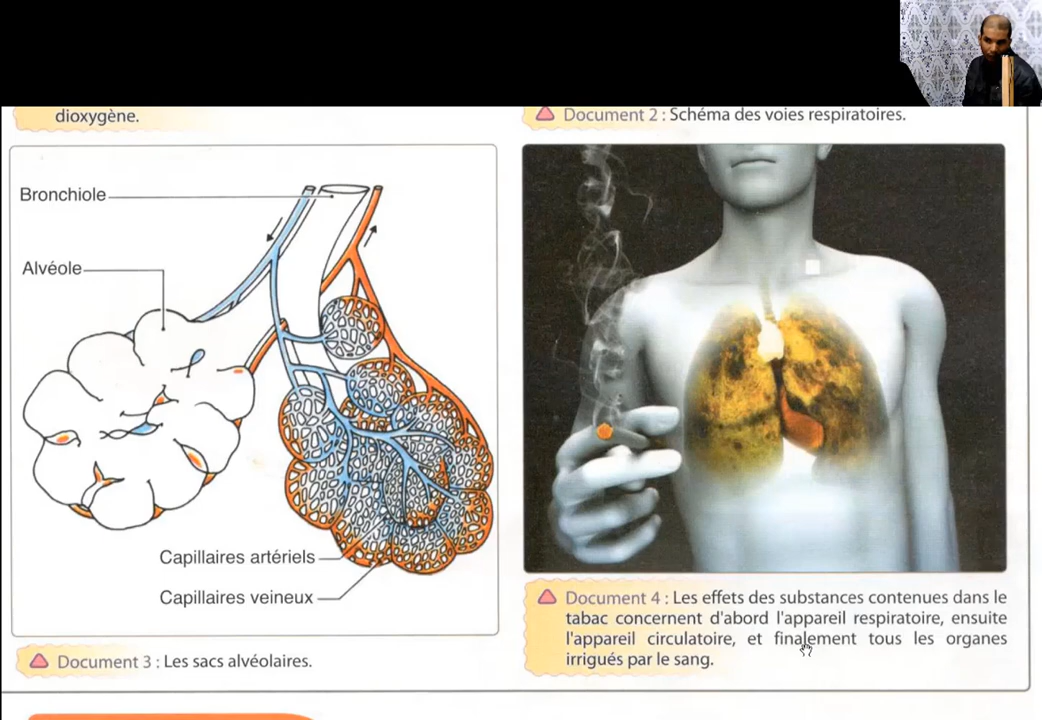 dioxygène.
Document 2 : Schéma des voies respiratoires.
Bronchiole
Alvéole
Capillaires artériels
Capillaires veineux
Document 3 : Les sacs alvéolaires.
Document 4 : Les effets des substances contenues dans le
tabac concernent d'abord l'appareil respiratoire, ensuite
l'appareil circulatoire, et finalement tous les organes
irrigués par le sang.